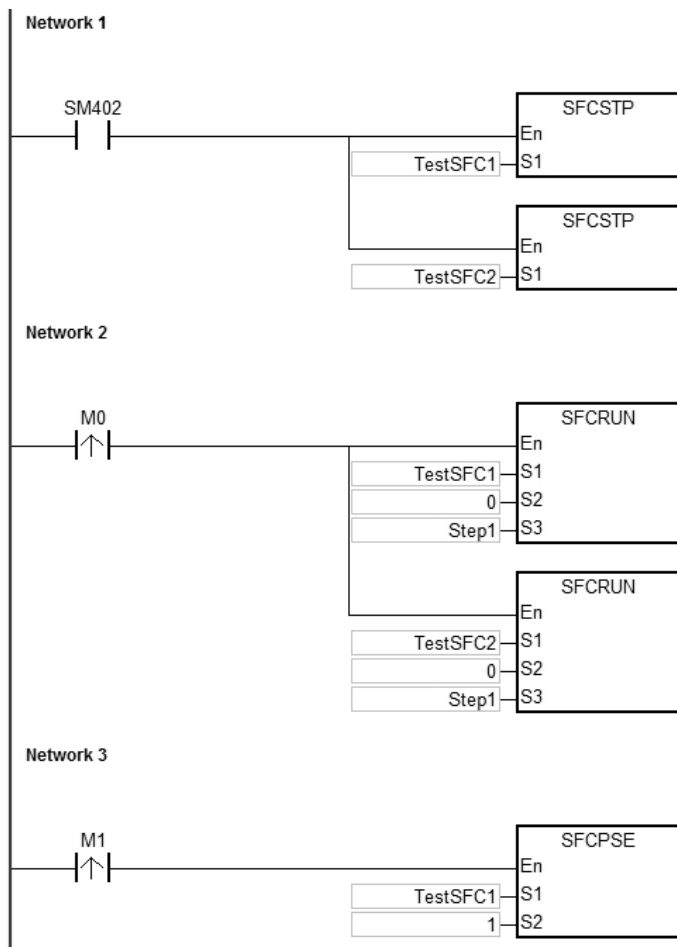 Network 1
SM402
SFCSTP
En
TestSFC1 S1
SFCSTP
En
TestSFC2 S1
Network 2
M0
SFCRUN
En
TestSFC1 S1
0 S2
Step1 S3
SFCRUN
En
TestSFC2 S1
0 S2
Step1 S3
Network 3
M1
SFCPSE
En
TestSFC1 S1
1 S2